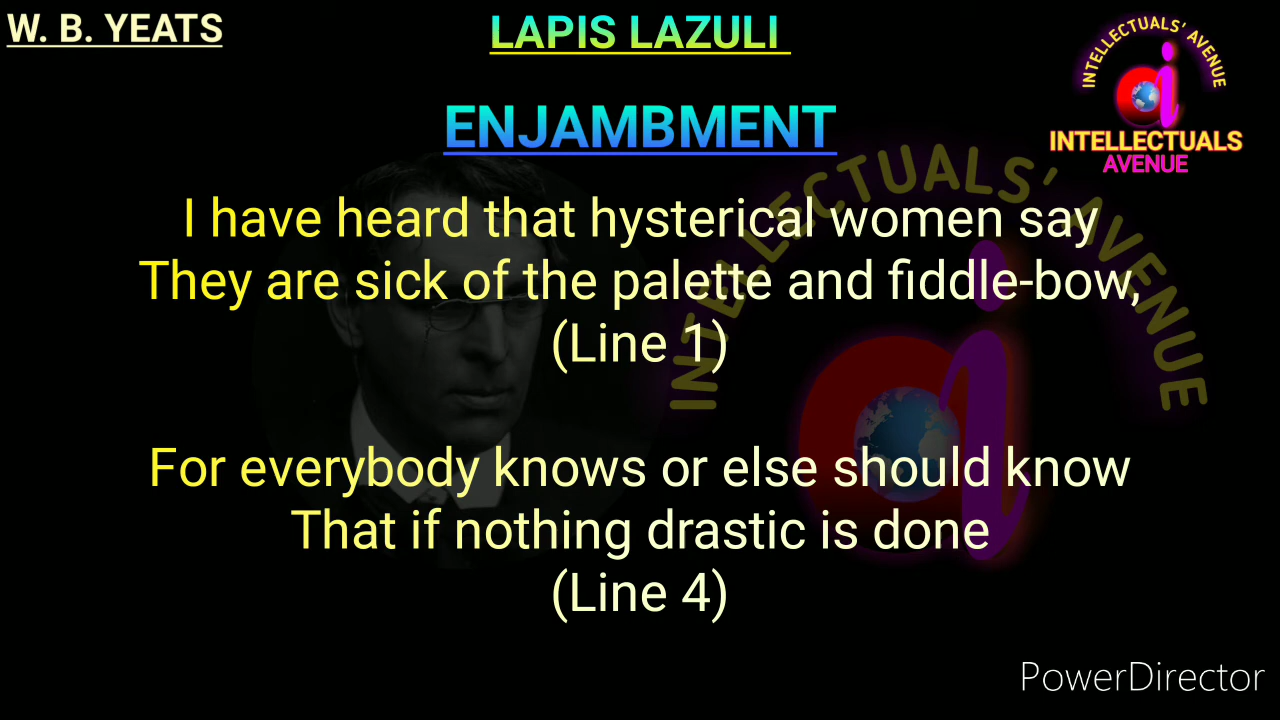 W. B. YEATS
LAPIS LAZULI
INTELLECTUALS' AVENUE
INTELLECTUALS
AVENUE
ENJAMBMENT
INTELLECTUALS' AVENUE
I have heard that hysterical women say
They are sick of the palette and fiddle-bow,
(Line 1)
For everybody knows or else should know
That if nothing drastic is done
(Line 4)
PowerDirector